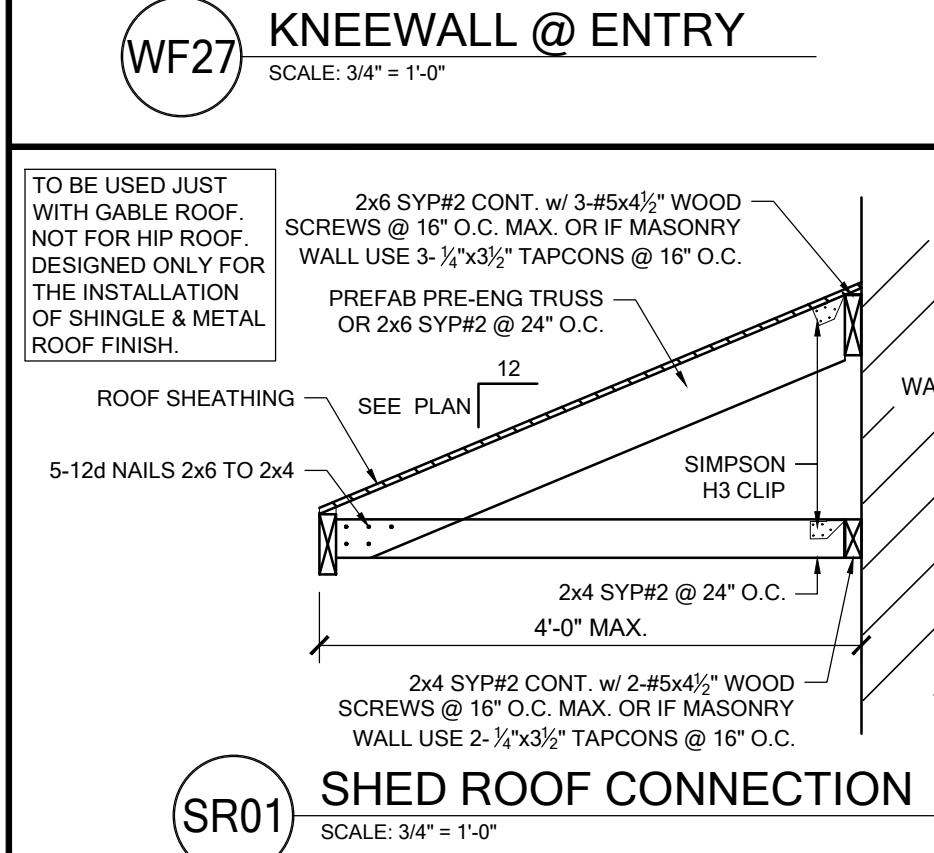 WF27
KNEEWALL @ ENTRY
SCALE: 3/4" = 1'-0"
TO BE USED JUST
WITH GABLE ROOF.
NOT FOR HIP ROOF.
DESIGNED ONLY FOR
THE INSTALLATION
OF SHINGLE & METAL
ROOF FINISH.
2x6 SYP#2 CONT. w/ 3-#5x4½" WOOD
SCREWS @ 16" O.C. MAX. OR IF MASONRY
WALL USE 3- ¼"x3½" TAPCONS @ 16" O.C.
PREFAB PRE-ENG TRUSS
OR 2x6 SYP#2 @ 24" O.C.
12
SEE PLAN
ROOF SHEATHING
5-12d NAILS 2x6 TO 2x4
WA
SIMPSON
H3 CLIP
2x4 SYP#2 @ 24" O.C.
4'-0" MAX.
2x4 SYP#2 CONT. w/ 2-#5x4½" WOOD
SCREWS @ 16" O.C. MAX. OR IF MASONRY
WALL USE 2- ¼"x3½" TAPCONS @ 16" O.C.
SR01
SHED ROOF CONNECTION
SCALE: 3/4" = 1'-0"